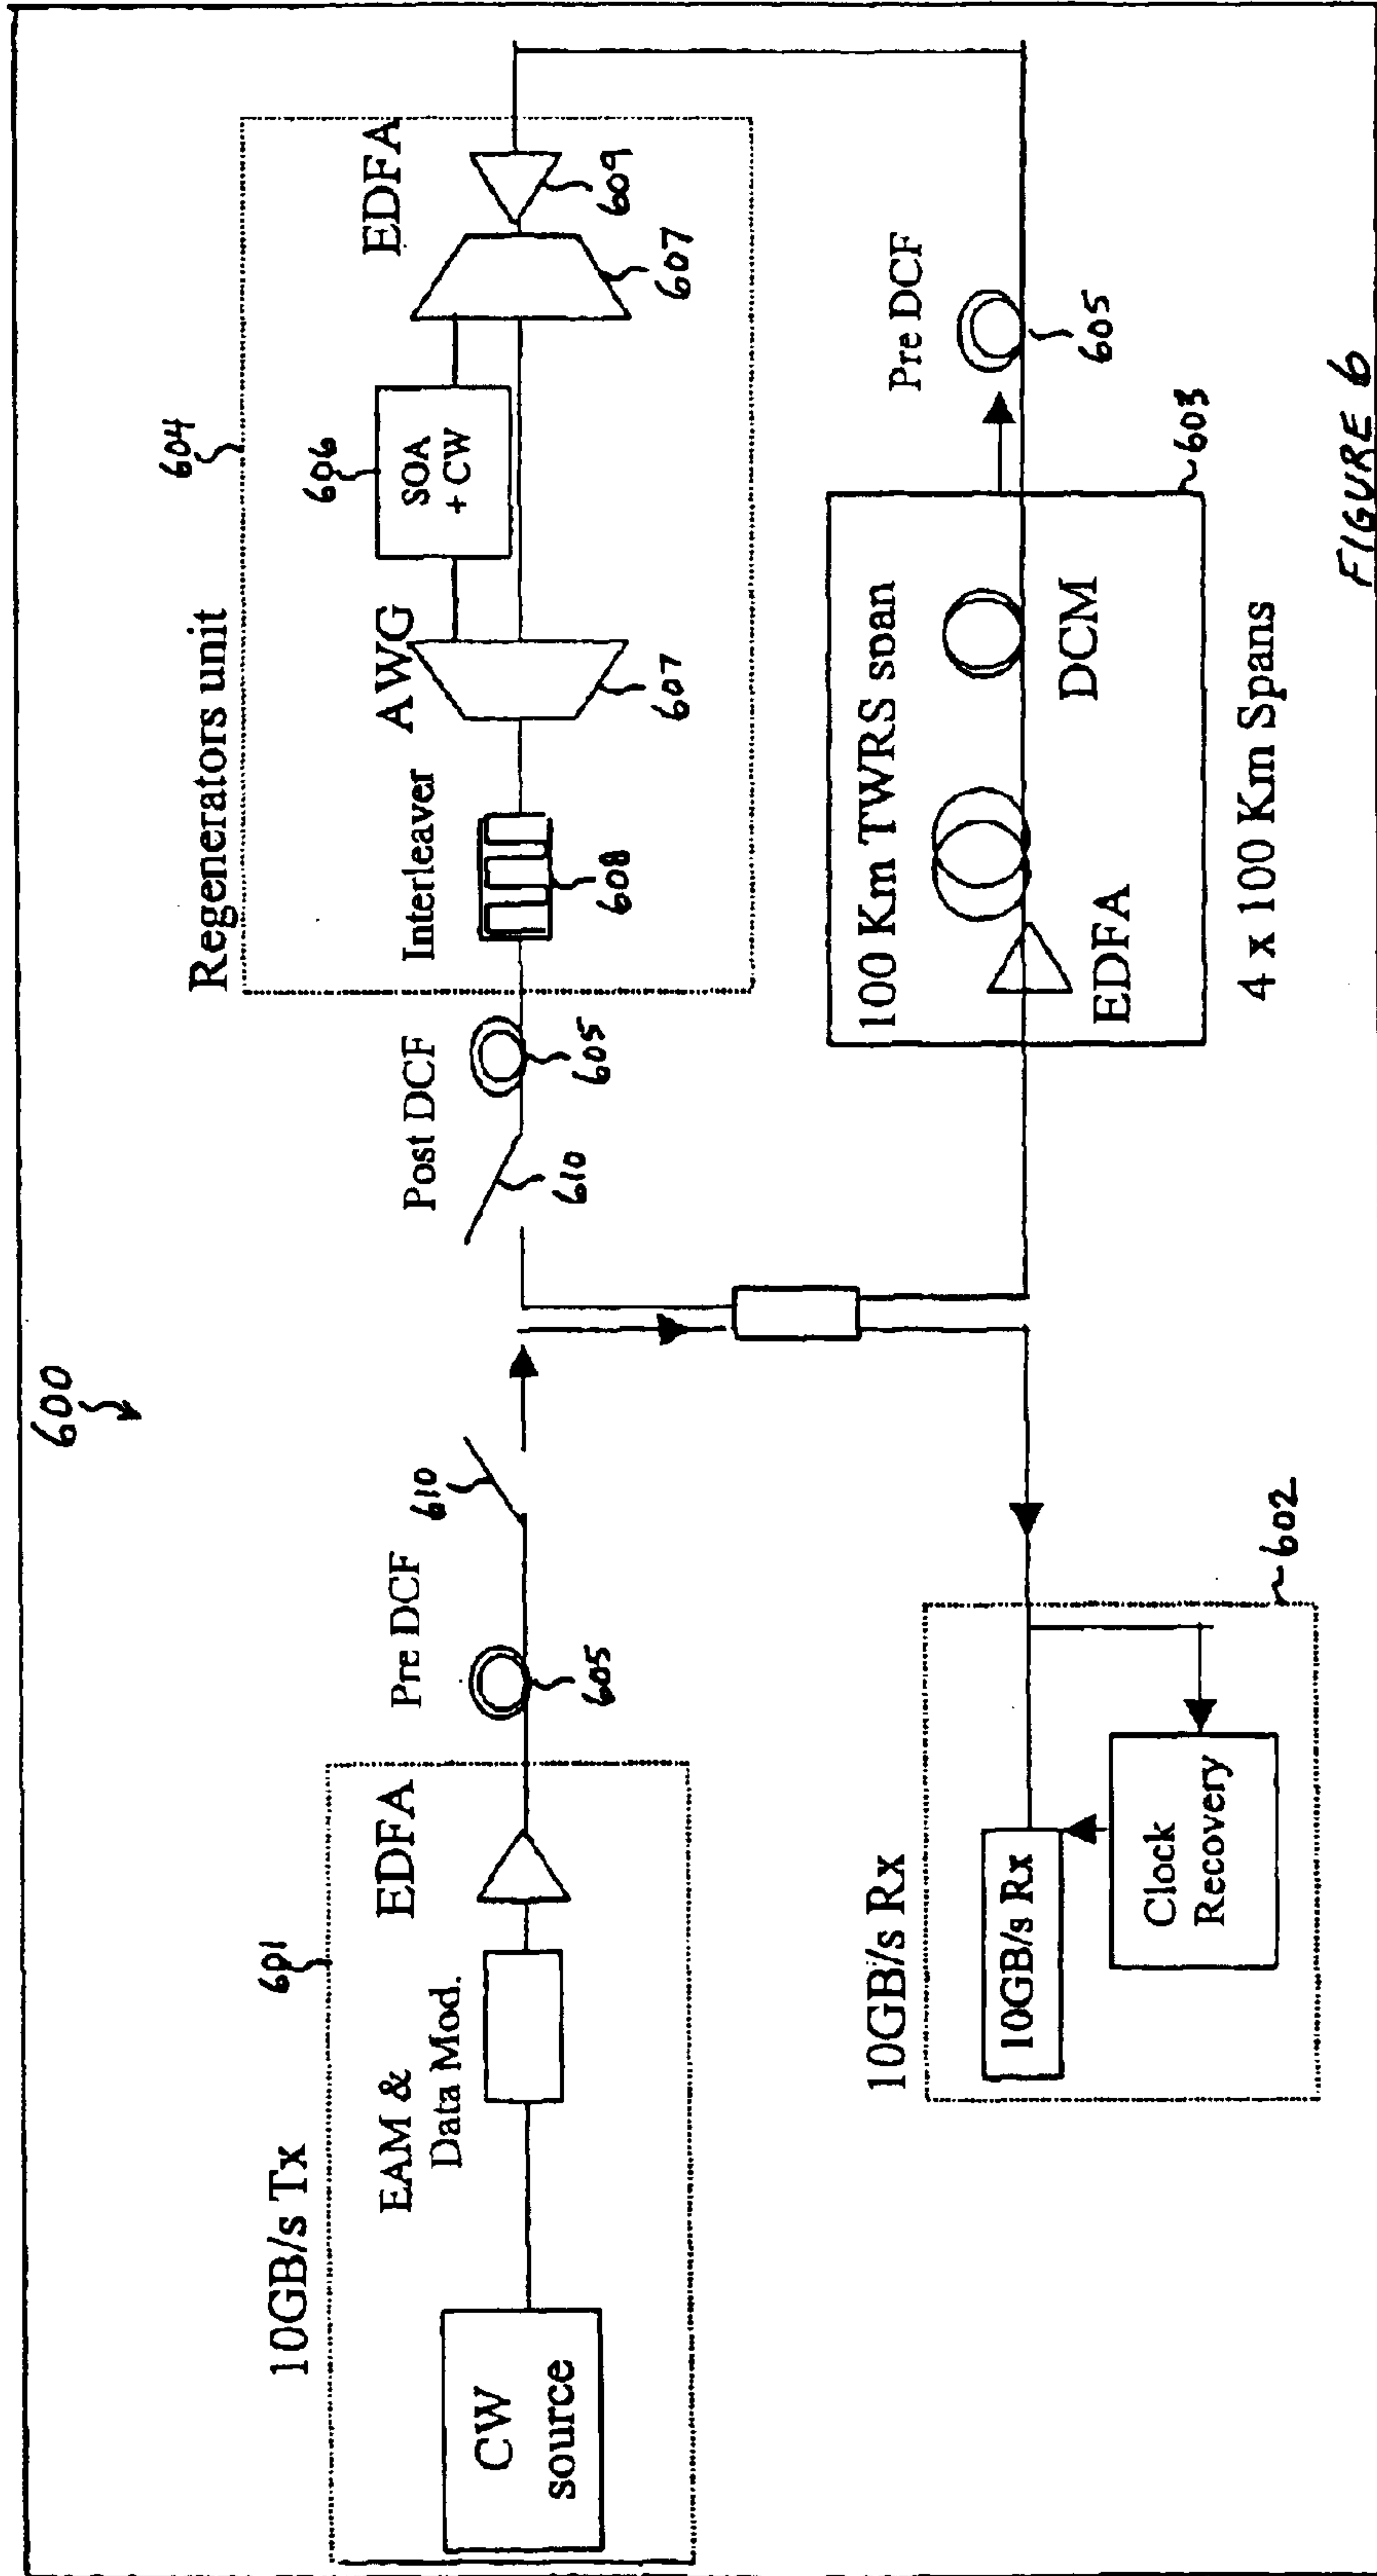 600
10GB/s Tx
601
CW
source
EAM &
Data Mod.
EDFA
Pre DCF
605
610
610
Post DCF
605
Regenerators unit
604
Interleaver
608
AWG
607
606
SOA
+ CW
607
EDFA
609
10GB/s Rx
10GB/s Rx
Clock
Recovery
602
100 Km TWRS span
EDFA
DCM
603
4 x 100 Km Spans
Pre DCF
605
FIGURE 6